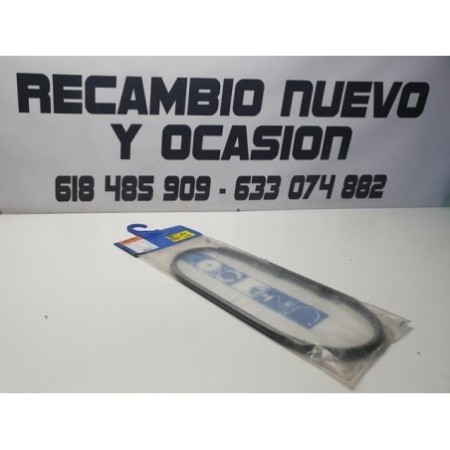 RECAMBIO NUEVO
Y OCASION
618 485 909 - 633 074 882